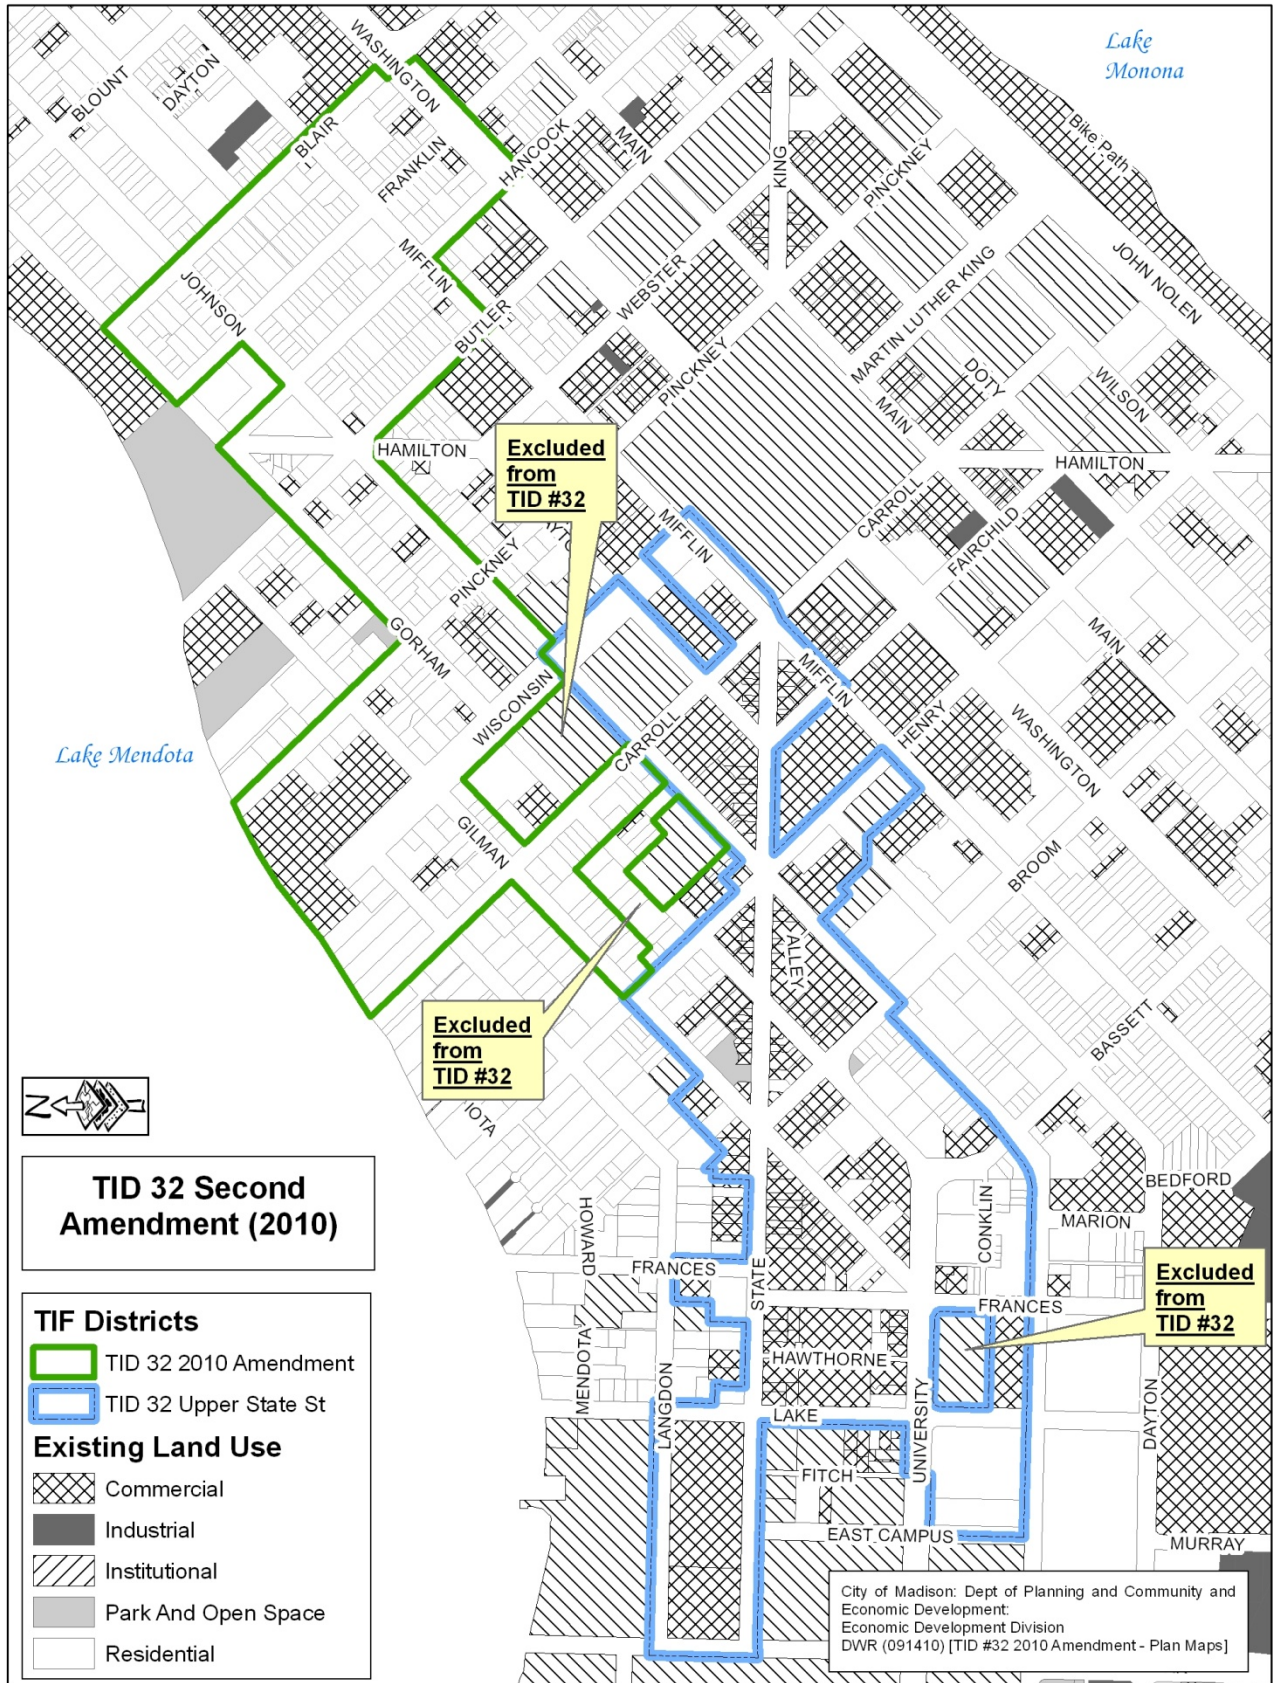 Lake
Monona
WASHINGTON
BLOUNT
DAYTON
BLAIR
FRANKLIN
HANCOCK
MAIN
KING
PINCKNEY
Bike Path
JOHNSON
MIFFLIN
BUTLER
WEBSTER
PINCKNEY
MARTIN LUTHER KING
JOHN NOLEN
DOTY
MAIN
WILSON
HAMILTON
HAMILTON
Excluded
from
TID #32
MIFFLIN
CARROLL
FAIRCHILD
PINCKNEY
GORHAM
WISCONSIN
MIFFLIN
MAIN
Lake Mendota
CARROLL
HENRY
WASHINGTON
GILMAN
BROOM
ALLEY
BASSETT
Excluded
from
TID #32
N
TID 32 Second
Amendment (2010)
HOWARD
FRANCES
STATE
CONKLIN
BEDFORD
MARION
FRANCES
Excluded
from
TID #32
MENDOTA
LANGDON
HAWTHORNE
LAKE
UNIVERSITY
FITCH
DAYTON
EAST CAMPUS
MURRAY
TIF Districts
TID 32 2010 Amendment
TID 32 Upper State St
Existing Land Use
Commercial
Industrial
Institutional
Park And Open Space
Residential
City of Madison: Dept of Planning and Community and
Economic Development:
Economic Development Division
DWR (091410) [TID #32 2010 Amendment - Plan Maps]